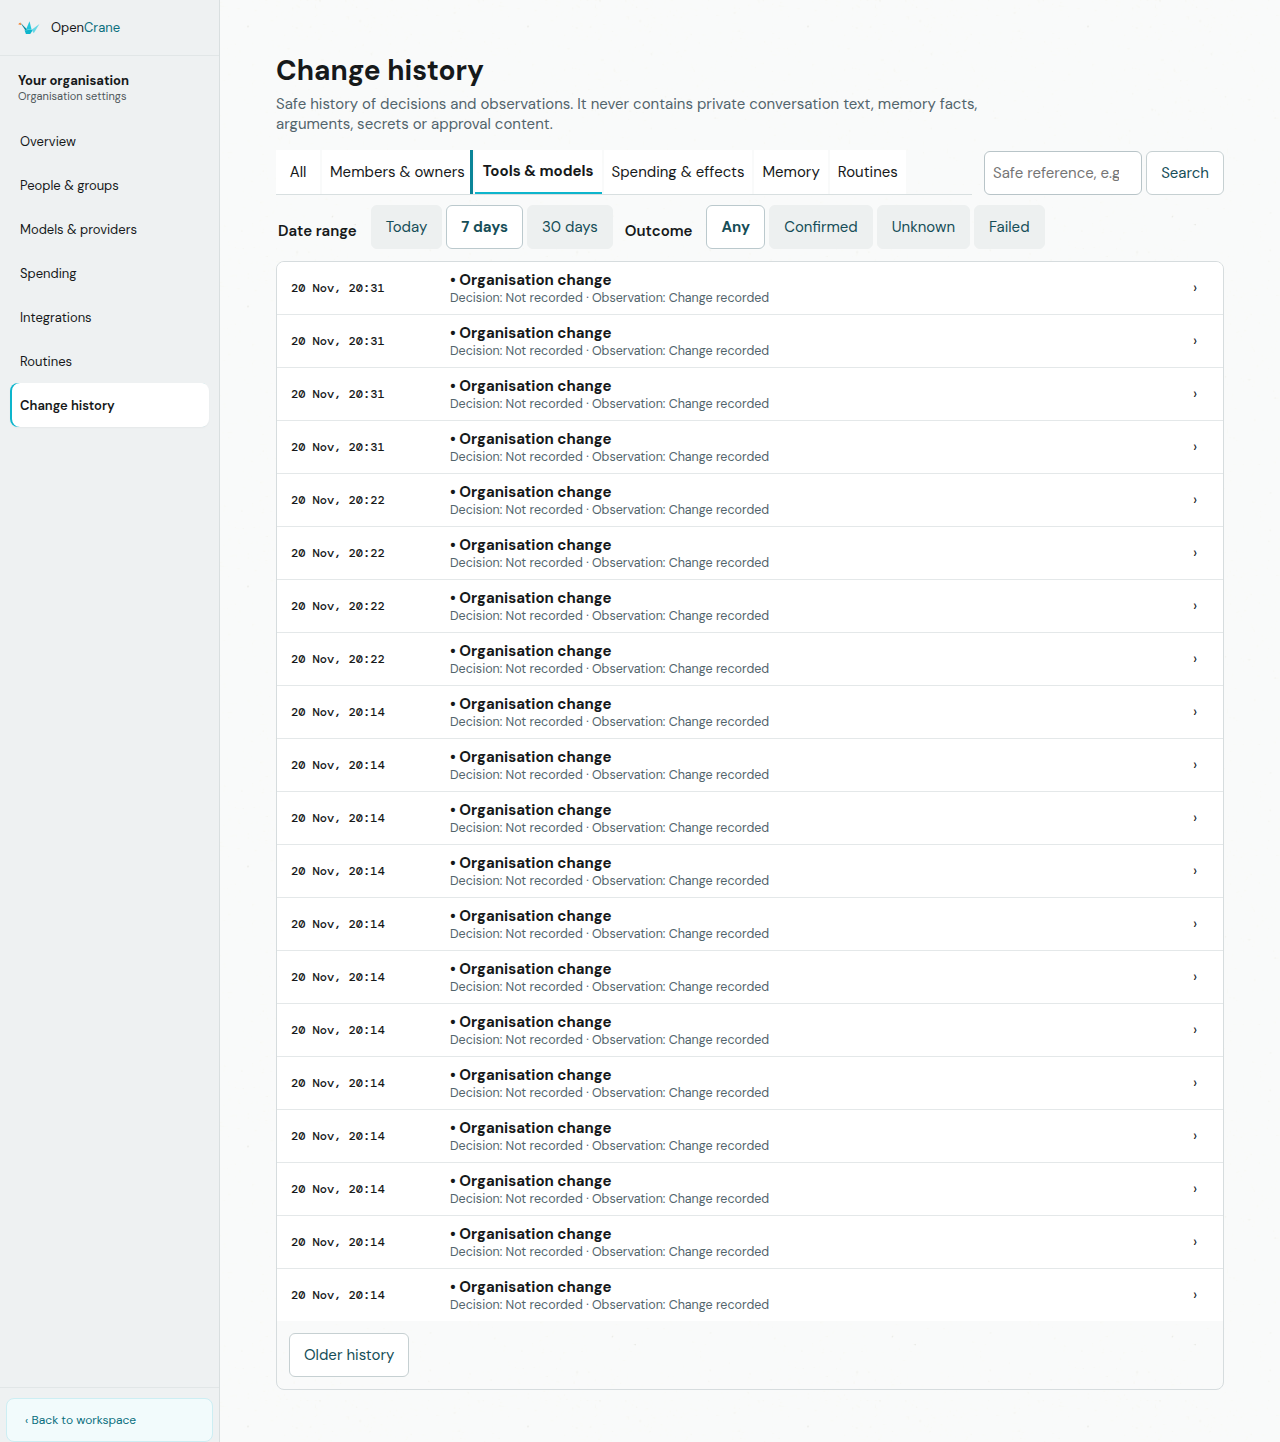 OpenCrane
Your organisation
Organisation settings
Overview
People & groups
Models & providers
Spending
Integrations
Routines
Change history
‹ Back to workspace
Change history
Safe history of decisions and observations. It never contains private conversation text, memory facts,
arguments, secrets or approval content.
All Members & owners Tools & models Spending & effects Memory Routines Safe reference, e.g Search
Date range Today 7 days 30 days Outcome Any Confirmed Unknown Failed
20 Nov, 20:31 • Organisation change ›
Decision: Not recorded · Observation: Change recorded
20 Nov, 20:31 • Organisation change ›
Decision: Not recorded · Observation: Change recorded
20 Nov, 20:31 • Organisation change ›
Decision: Not recorded · Observation: Change recorded
20 Nov, 20:31 • Organisation change ›
Decision: Not recorded · Observation: Change recorded
20 Nov, 20:22 • Organisation change ›
Decision: Not recorded · Observation: Change recorded
20 Nov, 20:22 • Organisation change ›
Decision: Not recorded · Observation: Change recorded
20 Nov, 20:22 • Organisation change ›
Decision: Not recorded · Observation: Change recorded
20 Nov, 20:22 • Organisation change ›
Decision: Not recorded · Observation: Change recorded
20 Nov, 20:14 • Organisation change ›
Decision: Not recorded · Observation: Change recorded
20 Nov, 20:14 • Organisation change ›
Decision: Not recorded · Observation: Change recorded
20 Nov, 20:14 • Organisation change ›
Decision: Not recorded · Observation: Change recorded
20 Nov, 20:14 • Organisation change ›
Decision: Not recorded · Observation: Change recorded
20 Nov, 20:14 • Organisation change ›
Decision: Not recorded · Observation: Change recorded
20 Nov, 20:14 • Organisation change ›
Decision: Not recorded · Observation: Change recorded
20 Nov, 20:14 • Organisation change ›
Decision: Not recorded · Observation: Change recorded
20 Nov, 20:14 • Organisation change ›
Decision: Not recorded · Observation: Change recorded
20 Nov, 20:14 • Organisation change ›
Decision: Not recorded · Observation: Change recorded
20 Nov, 20:14 • Organisation change ›
Decision: Not recorded · Observation: Change recorded
20 Nov, 20:14 • Organisation change ›
Decision: Not recorded · Observation: Change recorded
20 Nov, 20:14 • Organisation change ›
Decision: Not recorded · Observation: Change recorded
Older history